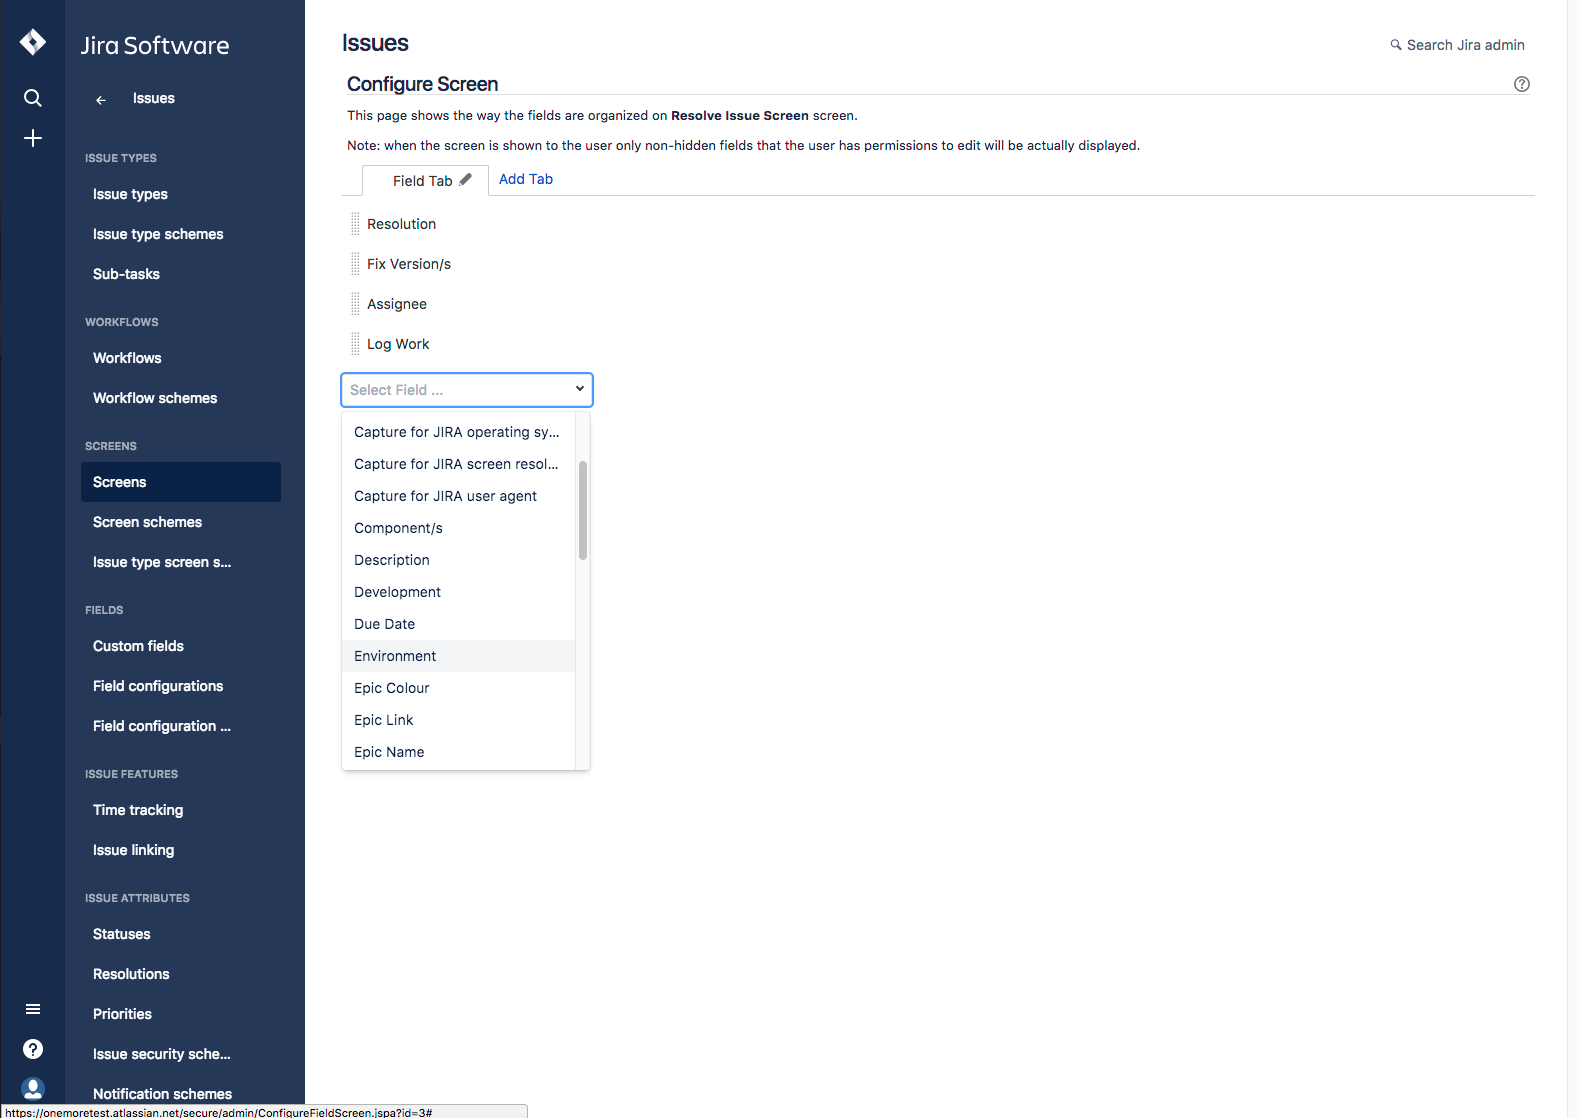 Jira Software
Issues
ISSUE TYPES
Issue types
Issue type schemes
Sub-tasks
WORKFLOWS
Workflows
Workflow schemes
SCREENS
Screens
Screen schemes
Issue type screen s...
FIELDS
Custom fields
Field configurations
Field configuration ...
ISSUE FEATURES
Time tracking
Issue linking
ISSUE ATTRIBUTES
Statuses
Resolutions
Priorities
Issue security sche...
Notification schemes
Issues
Search Jira admin
Configure Screen
This page shows the way the fields are organized on Resolve Issue Screen screen.
Note: when the screen is shown to the user only non-hidden fields that the user has permissions to edit will be actually displayed.
Field Tab Add Tab
Resolution
Fix Version/s
Assignee
Log Work
Select Field ...
Capture for JIRA operating sy...
Capture for JIRA screen resol...
Capture for JIRA user agent
Component/s
Description
Development
Due Date
Environment
Epic Colour
Epic Link
Epic Name
https://onemoretest.atlassian.net/secure/admin/ConfigureFieldScreen.jspa?id=3#